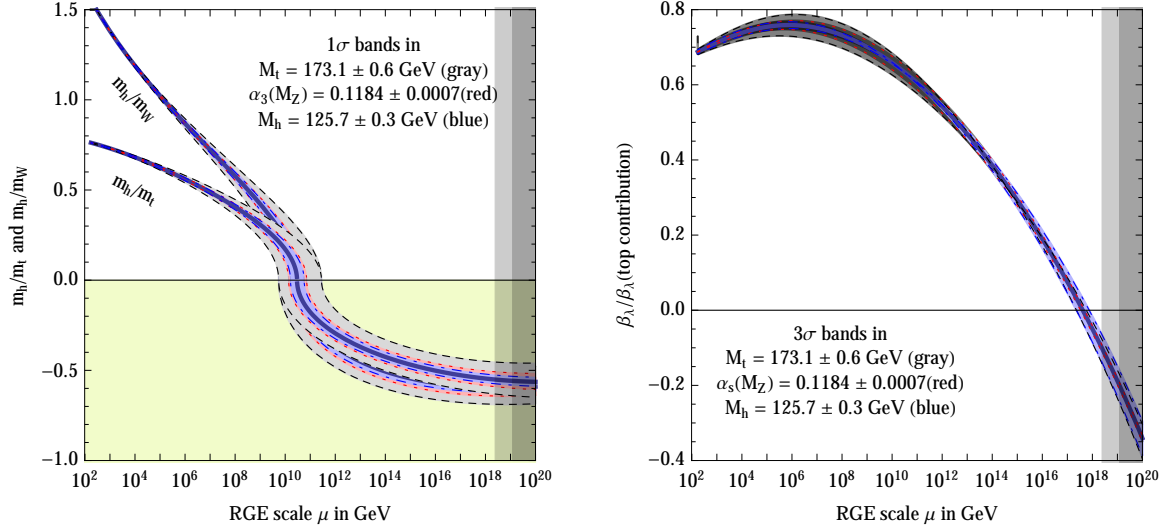 1.5
1.0
0.5
0.0
−0.5
−1.0
m_h/m_t and m_h/m_W
1σ bands in
M_t = 173.1 ± 0.6 GeV (gray)
α_3(M_Z) = 0.1184 ± 0.0007(red)
M_h = 125.7 ± 0.3 GeV (blue)
m_h/m_W
m_h/m_t
10^2 10^4 10^6 10^8 10^10 10^12 10^14 10^16 10^18 10^20
RGE scale μ in GeV
0.8
0.6
0.4
0.2
0.0
−0.2
−0.4
β_λ/β_λ(top contribution)
3σ bands in
M_t = 173.1 ± 0.6 GeV (gray)
α_s(M_Z) = 0.1184 ± 0.0007(red)
M_h = 125.7 ± 0.3 GeV (blue)
10^2 10^4 10^6 10^8 10^10 10^12 10^14 10^16 10^18 10^20
RGE scale μ in GeV